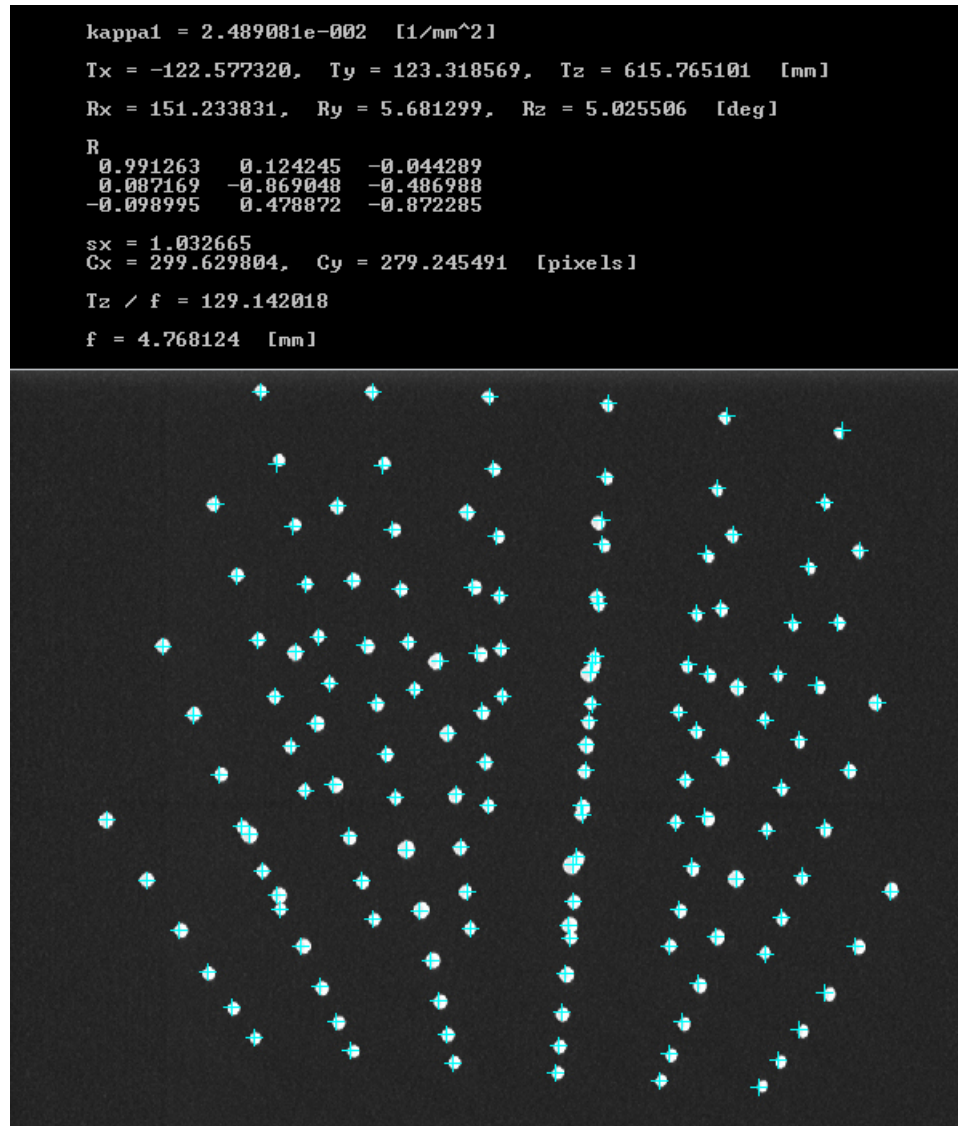 kappa1 = 2.489081e-002 [1/mm^2]
Tx = -122.577320, Ty = 123.318569, Tz = 615.765101 [mm]
Rx = 151.233831, Ry = 5.681299, Rz = 5.025506 [deg]
R
0.991263 0.124245 -0.044289
0.087169 -0.869048 -0.486988
-0.098995 0.478872 -0.872285
sx = 1.032665
Cx = 299.629804, Cy = 279.245491 [pixels]
Tz / f = 129.142018
f = 4.768124 [mm]